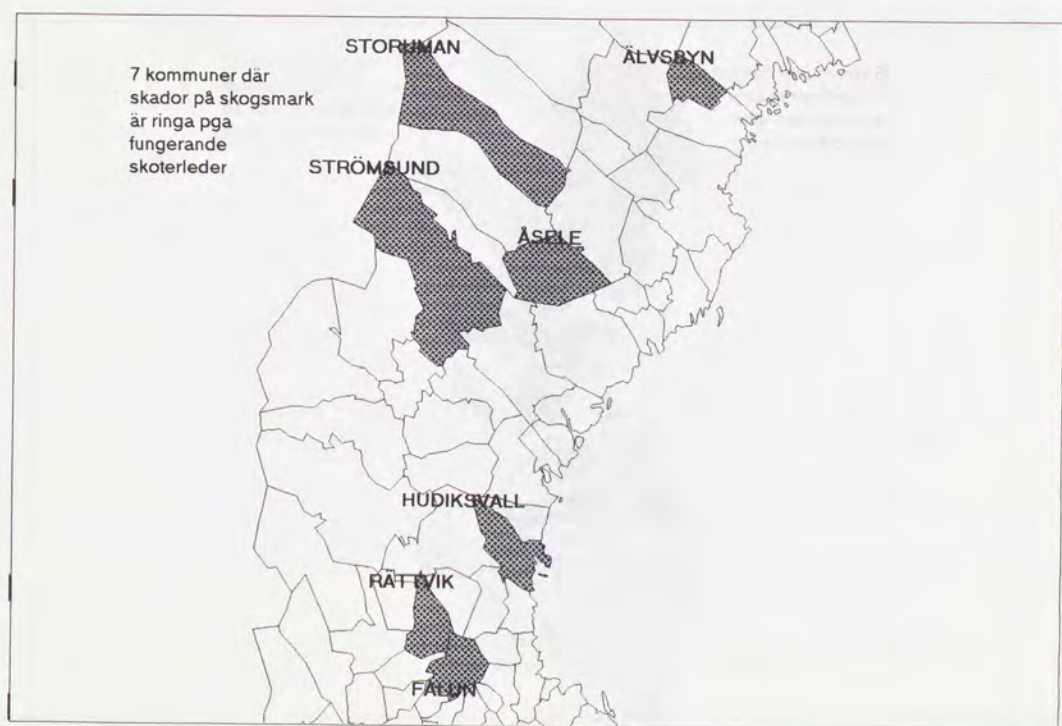 STORUMAN
ÄLVSBYN
7 kommuner där
skador på skogsmark
är ringa pga
fungerande
skoterleder
STRÖMSUND
ÅSELE
HUDIKSVALL
RÄTTVIK
FALUN